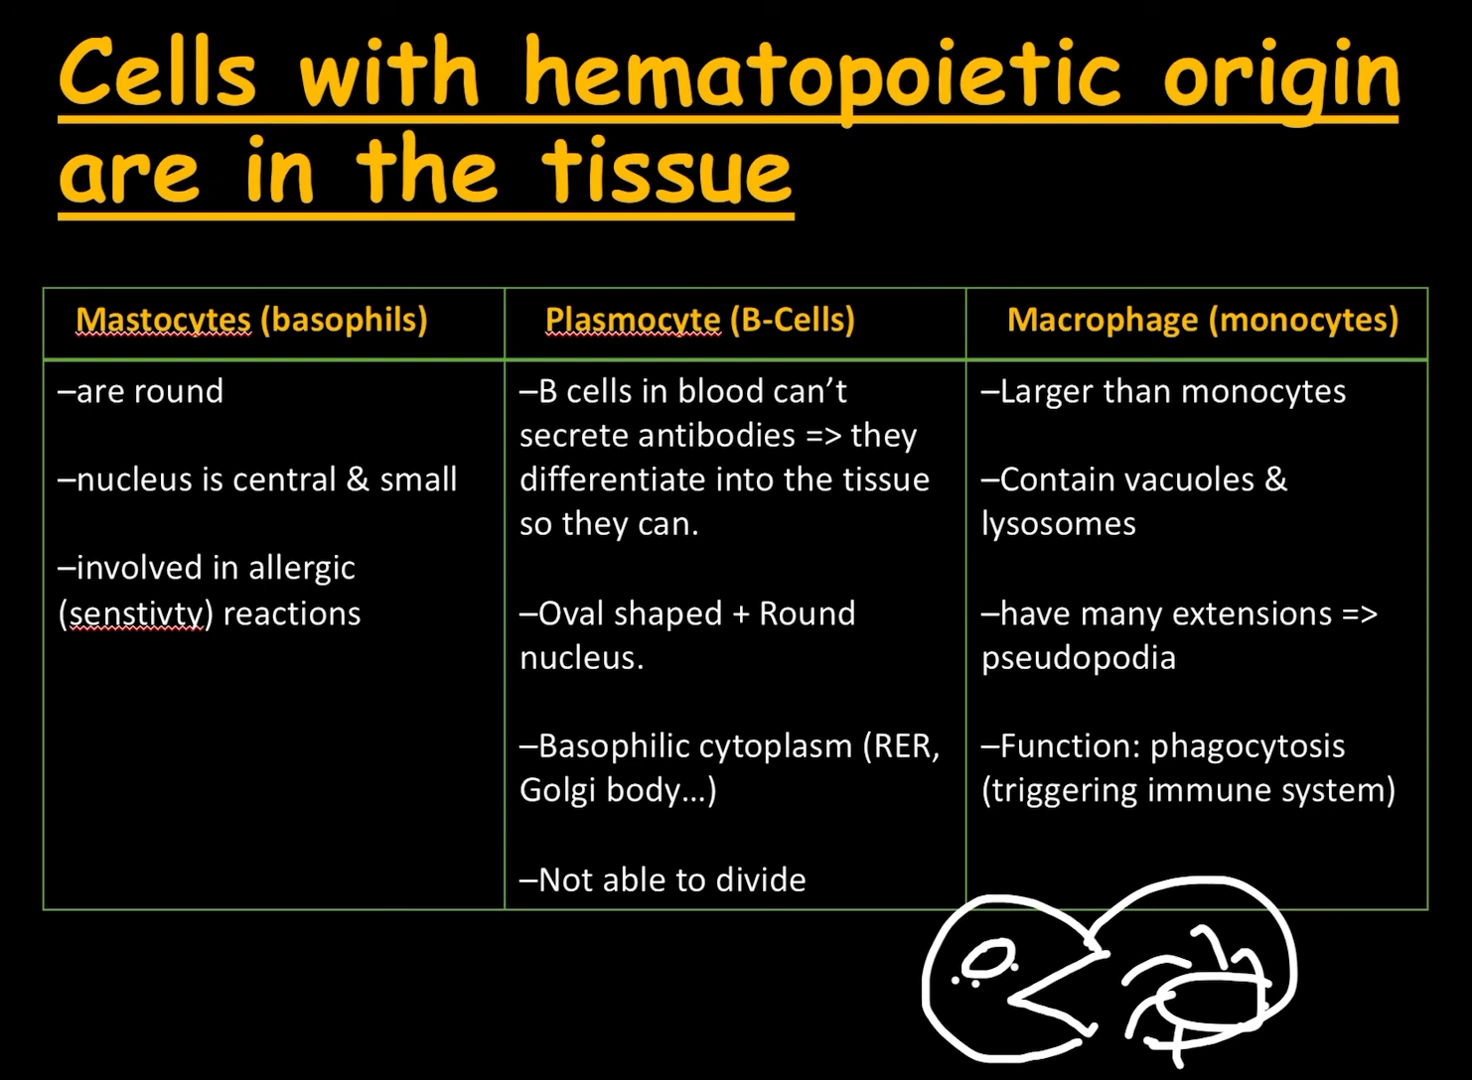 Cells with hematopoietic origin
are in the tissue
Mastocytes (basophils)
Plasmocyte (B-Cells)
Macrophage (monocytes)
–are round
–nucleus is central & small
–involved in allergic
(senstivty) reactions
–B cells in blood can’t
secrete antibodies => they
differentiate into the tissue
so they can.
–Oval shaped + Round
nucleus.
–Basophilic cytoplasm (RER,
Golgi body...)
–Not able to divide
–Larger than monocytes
–Contain vacuoles &
lysosomes
–have many extensions =>
pseudopodia
–Function: phagocytosis
(triggering immune system)